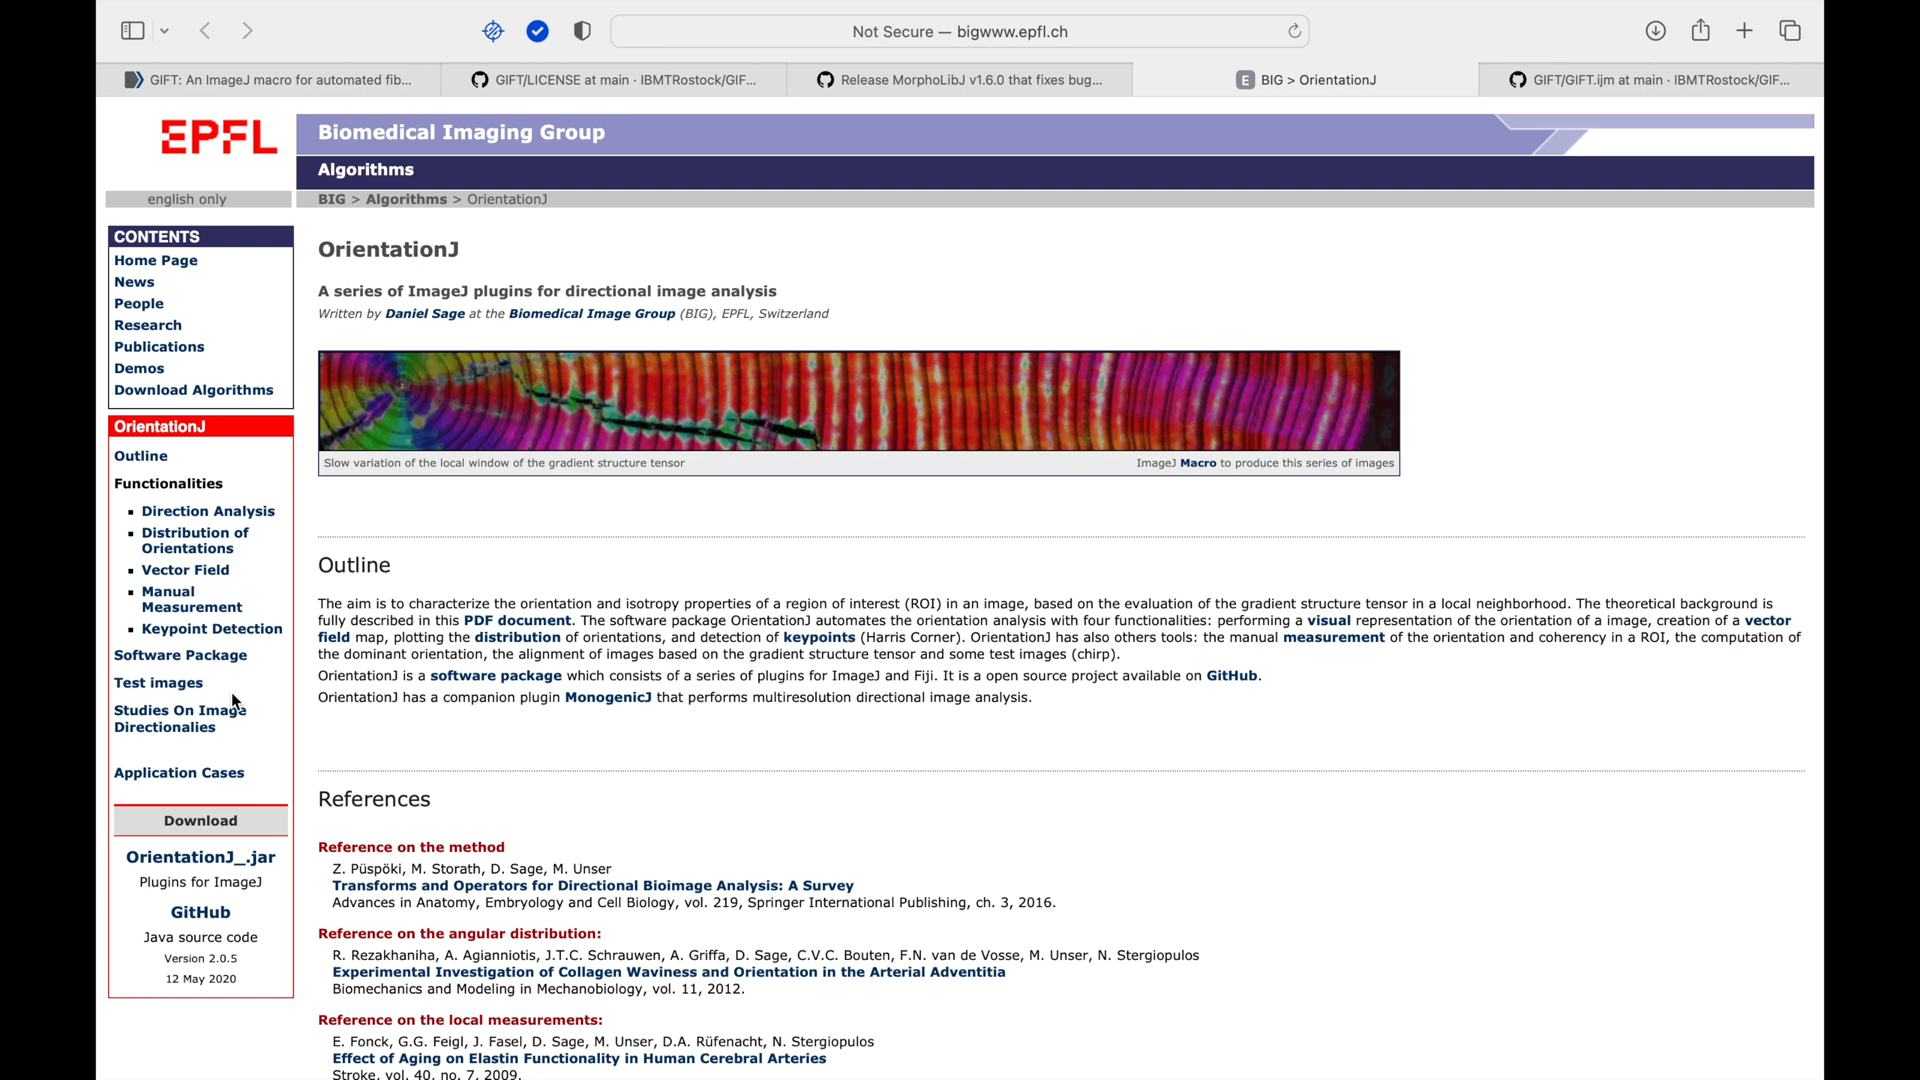 Not Secure — bigwww.epfl.ch
GIFT: An ImageJ macro for automated fib...
GIFT/LICENSE at main · IBMTRostock/GIF...
Release MorphoLibJ v1.6.0 that fixes bug...
E BIG > OrientationJ
GIFT/GIFT.ijm at main · IBMTRostock/GIF...
EPFL
Biomedical Imaging Group
Algorithms
english only
BIG > Algorithms > OrientationJ
CONTENTS
Home Page
News
People
Research
Publications
Demos
Download Algorithms
OrientationJ
Outline
Functionalities
Direction Analysis
Distribution of
Orientations
Vector Field
Manual
Measurement
Keypoint Detection
Software Package
Test images
Studies On Image
Directionalies
Application Cases
Download
OrientationJ_.jar
Plugins for ImageJ
GitHub
Java source code
Version 2.0.5
12 May 2020
OrientationJ
A series of ImageJ plugins for directional image analysis
Written by Daniel Sage at the Biomedical Image Group (BIG), EPFL, Switzerland
Slow variation of the local window of the gradient structure tensor
ImageJ Macro to produce this series of images
Outline
The aim is to characterize the orientation and isotropy properties of a region of interest (ROI) in an image, based on the evaluation of the gradient structure tensor in a local neighborhood. The theoretical background is
fully described in this PDF document. The software package OrientationJ automates the orientation analysis with four functionalities: performing a visual representation of the orientation of a image, creation of a vector
field map, plotting the distribution of orientations, and detection of keypoints (Harris Corner). OrientationJ has also others tools: the manual measurement of the orientation and coherency in a ROI, the computation of
the dominant orientation, the alignment of images based on the gradient structure tensor and some test images (chirp).
OrientationJ is a software package which consists of a series of plugins for ImageJ and Fiji. It is a open source project available on GitHub.
OrientationJ has a companion plugin MonogenicJ that performs multiresolution directional image analysis.
References
Reference on the method
Z. Püspöki, M. Storath, D. Sage, M. Unser
Transforms and Operators for Directional Bioimage Analysis: A Survey
Advances in Anatomy, Embryology and Cell Biology, vol. 219, Springer International Publishing, ch. 3, 2016.
Reference on the angular distribution:
R. Rezakhaniha, A. Agianniotis, J.T.C. Schrauwen, A. Griffa, D. Sage, C.V.C. Bouten, F.N. van de Vosse, M. Unser, N. Stergiopulos
Experimental Investigation of Collagen Waviness and Orientation in the Arterial Adventitia
Biomechanics and Modeling in Mechanobiology, vol. 11, 2012.
Reference on the local measurements:
E. Fonck, G.G. Feigl, J. Fasel, D. Sage, M. Unser, D.A. Rüfenacht, N. Stergiopulos
Effect of Aging on Elastin Functionality in Human Cerebral Arteries
Stroke, vol. 40, no. 7, 2009.